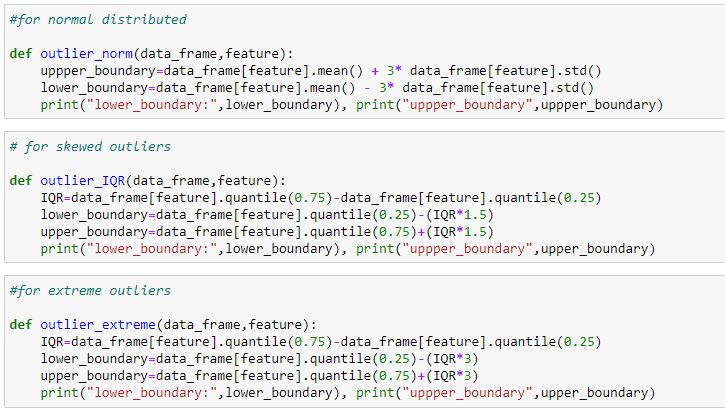 #for normal distributed
def outlier_norm(data_frame,feature):
    uppper_boundary=data_frame[feature].mean() + 3* data_frame[feature].std()
    lower_boundary=data_frame[feature].mean() - 3* data_frame[feature].std()
    print("lower_boundary:",lower_boundary), print("uppper_boundary",uppper_boundary)
# for skewed outliers
def outlier_IQR(data_frame,feature):
    IQR=data_frame[feature].quantile(0.75)-data_frame[feature].quantile(0.25)
    lower_boundary=data_frame[feature].quantile(0.25)-(IQR*1.5)
    upper_boundary=data_frame[feature].quantile(0.75)+(IQR*1.5)
    print("lower_boundary:",lower_boundary), print("uppper_boundary",upper_boundary)
#for extreme outliers
def outlier_extreme(data_frame,feature):
    IQR=data_frame[feature].quantile(0.75)-data_frame[feature].quantile(0.25)
    lower_boundary=data_frame[feature].quantile(0.25)-(IQR*3)
    upper_boundary=data_frame[feature].quantile(0.75)+(IQR*3)
    print("lower_boundary:",lower_boundary), print("uppper_boundary",upper_boundary)